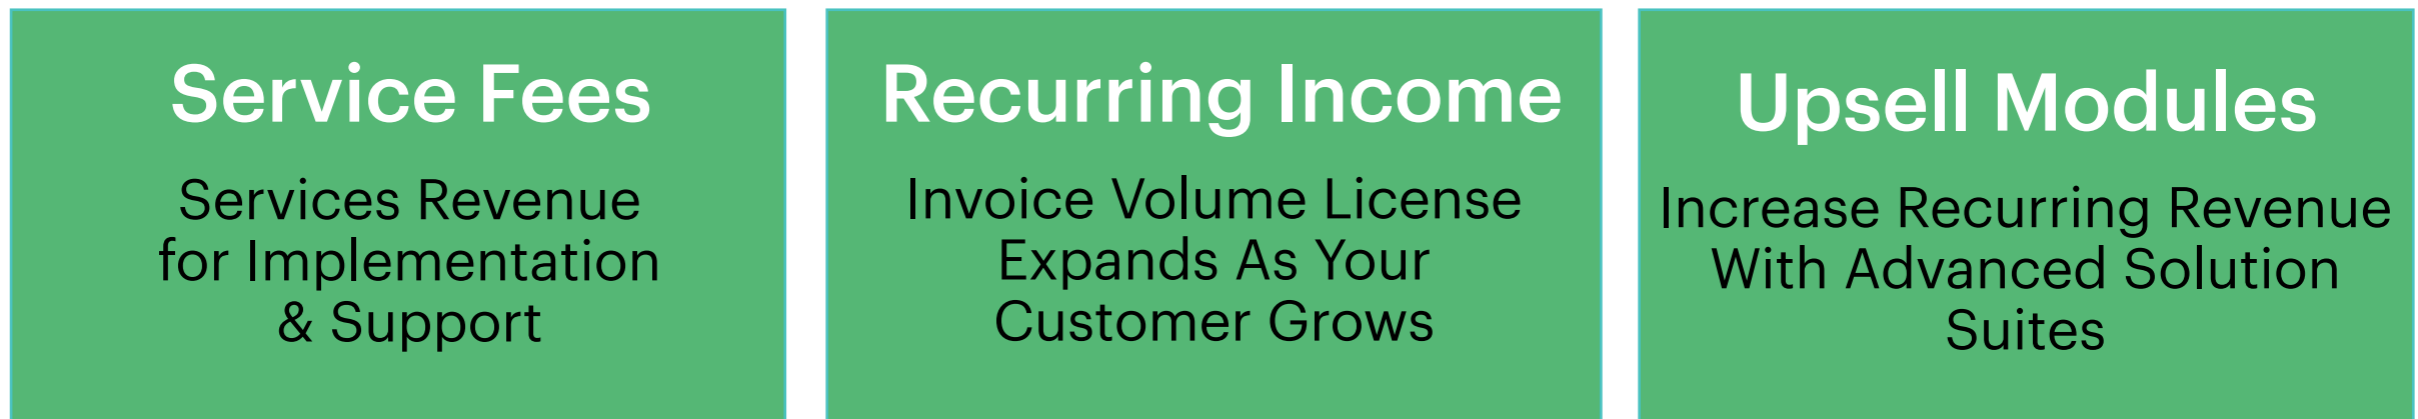 Service Fees
Services Revenue
for Implementation
& Support
Recurring Income
Invoice Volume License
Expands As Your
Customer Grows
Upsell Modules
Increase Recurring Revenue
With Advanced Solution
Suites